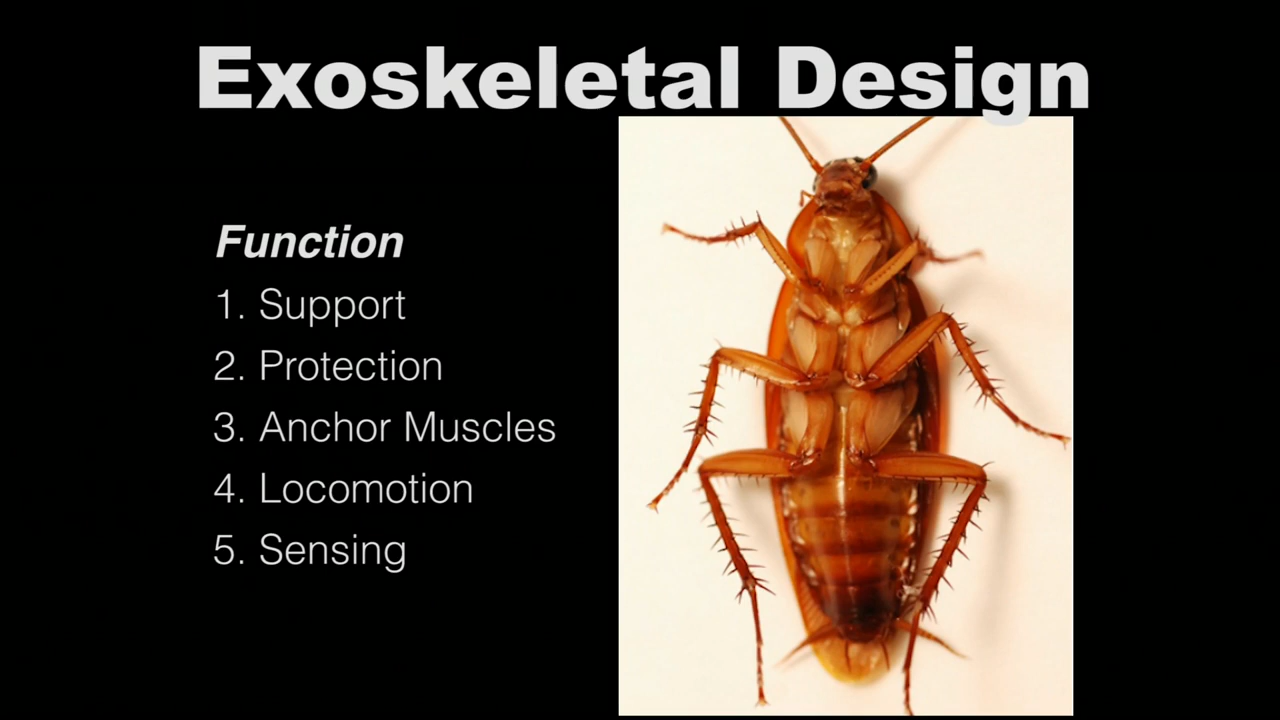 Exoskeletal Design
Function
1. Support
2. Protection
3. Anchor Muscles
4. Locomotion
5. Sensing